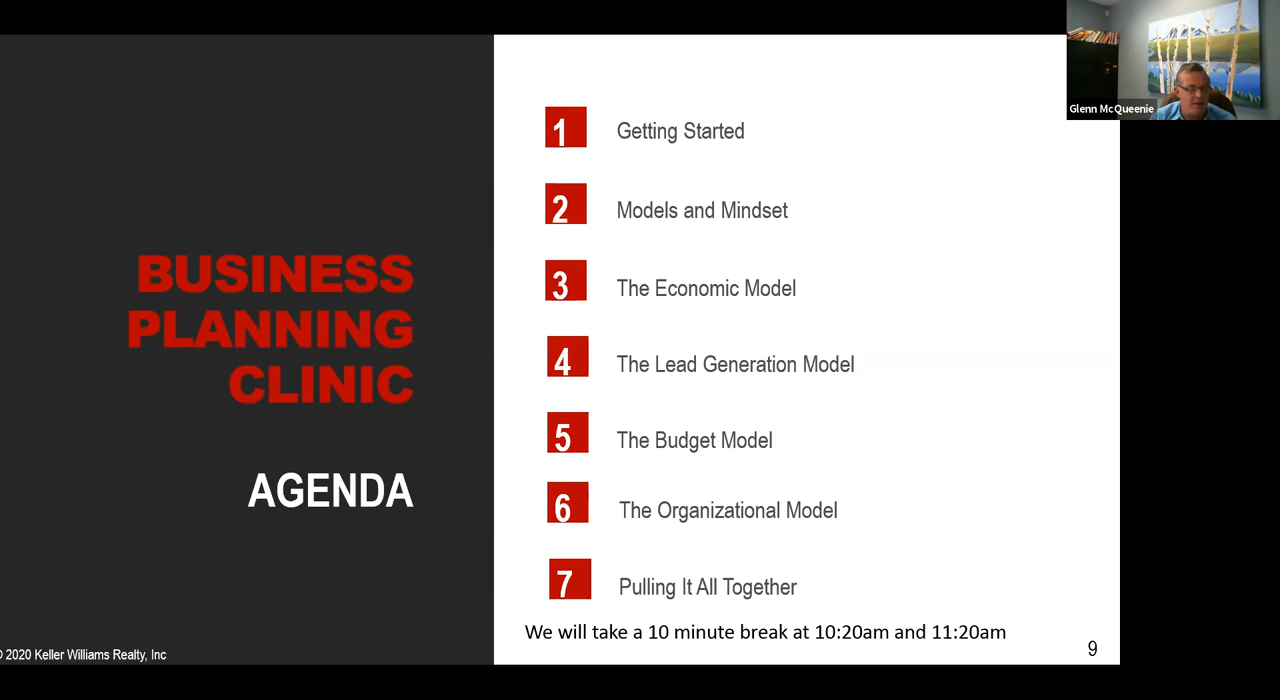 Glenn McQueenie
BUSINESS
PLANNING
CLINIC
AGENDA
1 Getting Started
2 Models and Mindset
3 The Economic Model
4 The Lead Generation Model
5 The Budget Model
6 The Organizational Model
7 Pulling It All Together
We will take a 10 minute break at 10:20am and 11:20am
© 2020 Keller Williams Realty, Inc
9